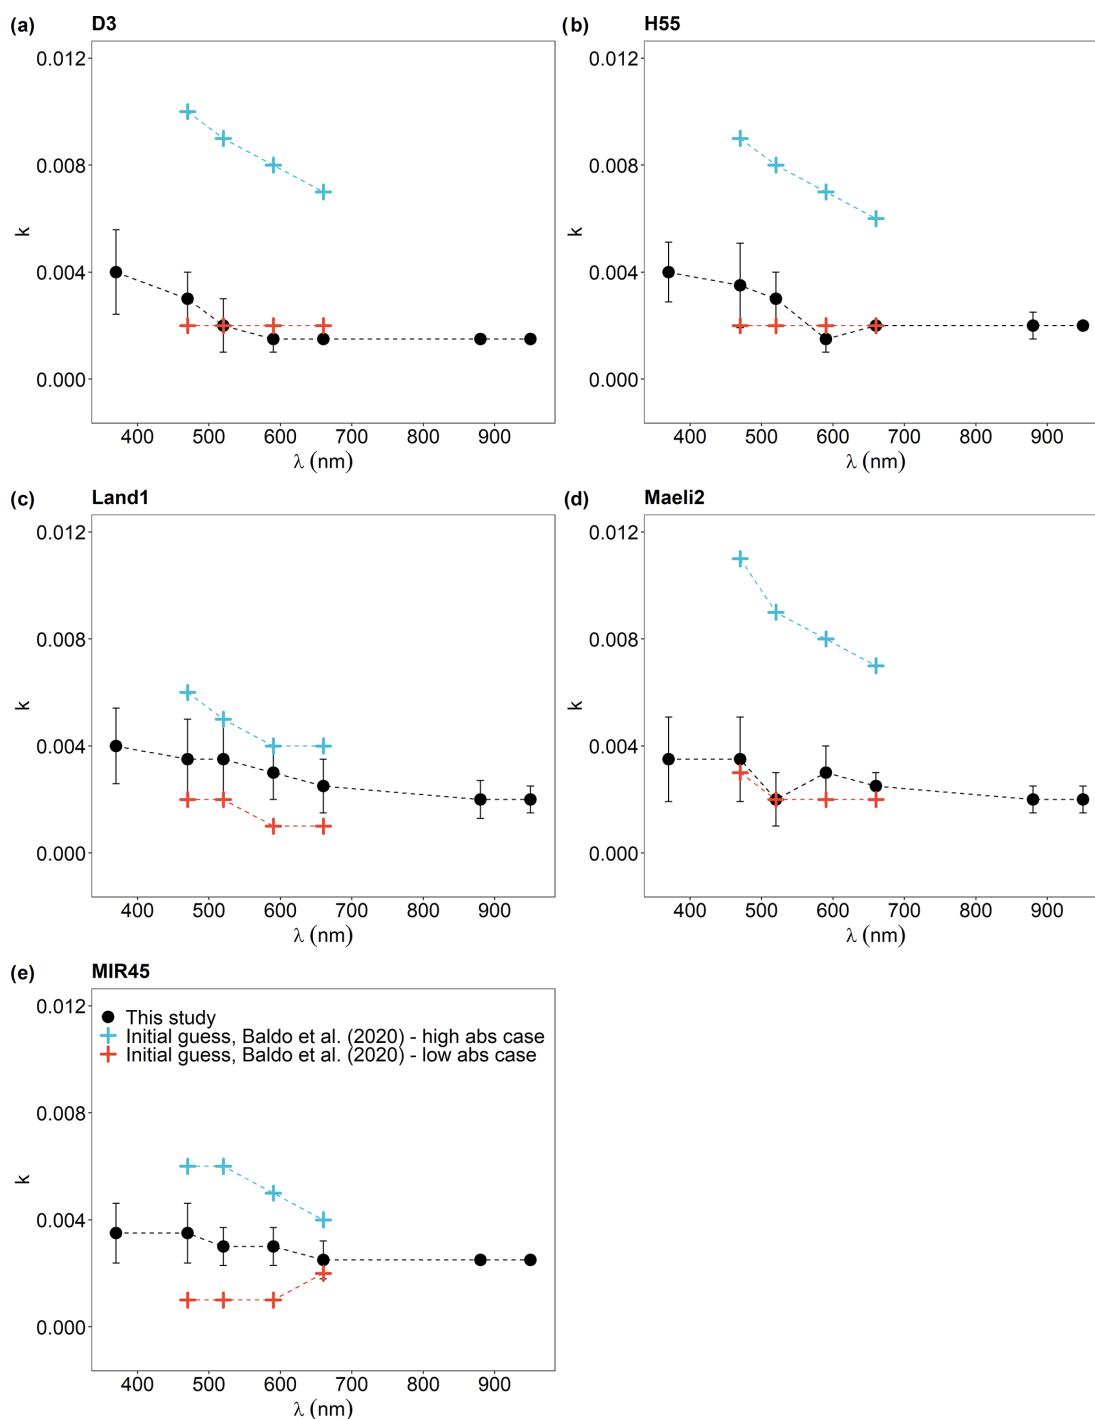 (a) D3
0.012
0.008
k
0.004
0.000
400 500 600 700 800 900
λ (nm)
(b) H55
0.012
0.008
k
0.004
0.000
400 500 600 700 800 900
λ (nm)
(c) Land1
0.012
0.008
k
0.004
0.000
400 500 600 700 800 900
λ (nm)
(d) Maeli2
0.012
0.008
k
0.004
0.000
400 500 600 700 800 900
λ (nm)
(e) MIR45
0.012
This study
Initial guess, Baldo et al. (2020) - high abs case
Initial guess, Baldo et al. (2020) - low abs case
0.008
k
0.004
0.000
400 500 600 700 800 900
λ (nm)